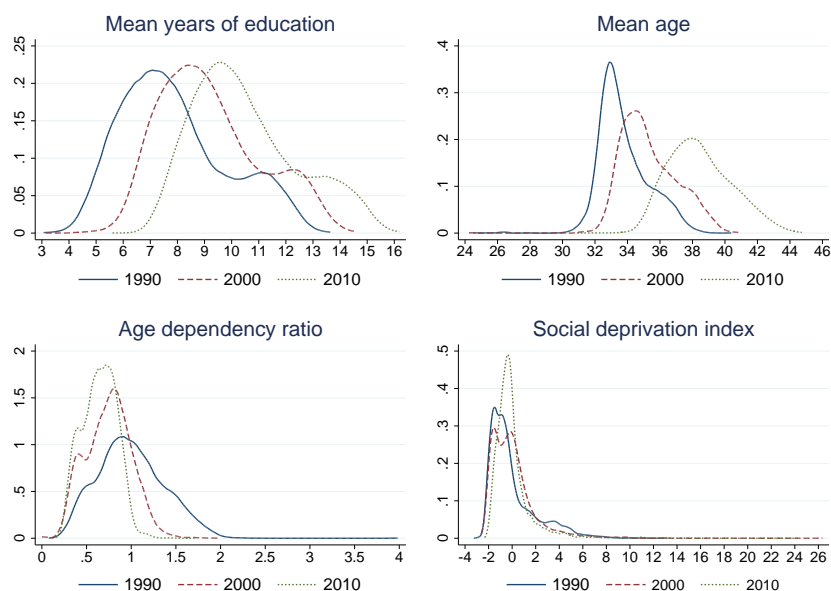 Mean years of education
0 .05 .1 .15 .2 .25
3 4 5 6 7 8 9 10 11 12 13 14 15 16
1990 2000 2010
Mean age
0 .1 .2 .3 .4
24 26 28 30 32 34 36 38 40 42 44 46
1990 2000 2010
Age dependency ratio
0 .5 1 1.5 2
0 .5 1 1.5 2 2.5 3 3.5 4
1990 2000 2010
Social deprivation index
0 .1 .2 .3 .4 .5
-4 -2 0 2 4 6 8 10 12 14 16 18 20 22 24 26
1990 2000 2010